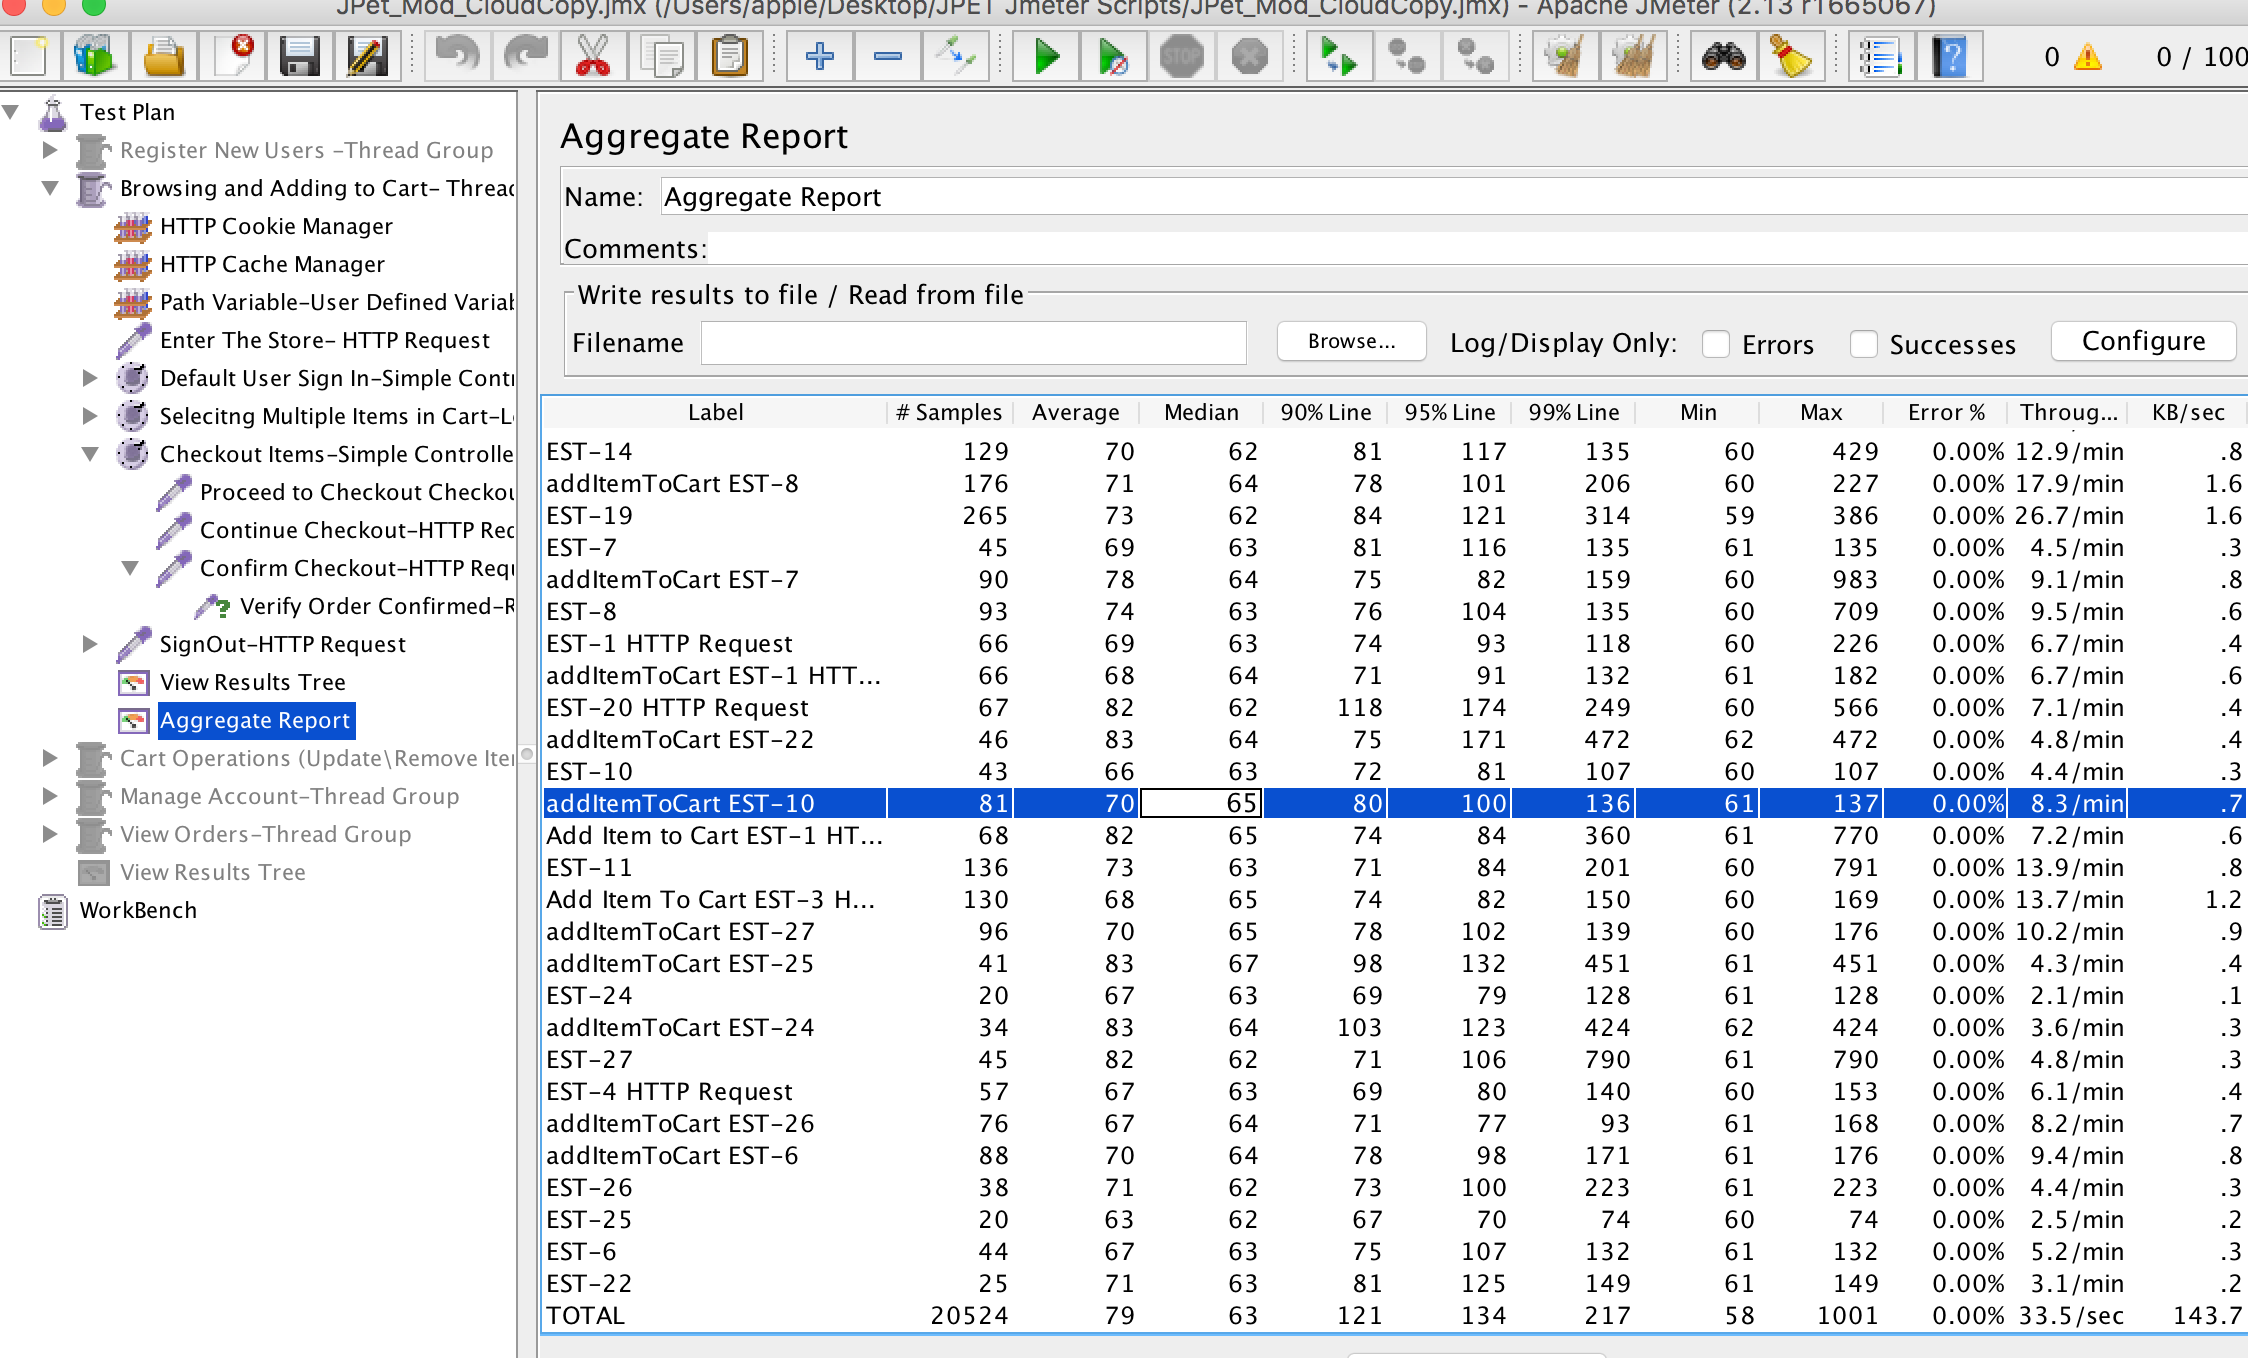 JPet_Mod_CloudCopy.jmx (/Users/apple/Desktop/JPET Jmeter Scripts/JPet_Mod_CloudCopy.jmx) - Apache JMeter (2.13 r1665067)
STOP
0 0 / 100
Test Plan
Register New Users -Thread Group
Browsing and Adding to Cart- Thread
HTTP Cookie Manager
HTTP Cache Manager
Path Variable-User Defined Variab
Enter The Store- HTTP Request
Default User Sign In-Simple Contr
Selecitng Multiple Items in Cart-L
Checkout Items-Simple Controlle
Proceed to Checkout Checkou
Continue Checkout-HTTP Req
Confirm Checkout-HTTP Requ
Verify Order Confirmed-R
SignOut-HTTP Request
View Results Tree
Aggregate Report
Cart Operations (Update\Remove Iter
Manage Account-Thread Group
View Orders-Thread Group
View Results Tree
WorkBench
Aggregate Report
Name: Aggregate Report
Comments:
Write results to file / Read from file
Filename Browse... Log/Display Only: Errors Successes Configure
Label # Samples Average Median 90% Line 95% Line 99% Line Min Max Error % Throug... KB/sec
EST-14 129 70 62 81 117 135 60 429 0.00% 12.9/min .8
addItemToCart EST-8 176 71 64 78 101 206 60 227 0.00% 17.9/min 1.6
EST-19 265 73 62 84 121 314 59 386 0.00% 26.7/min 1.6
EST-7 45 69 63 81 116 135 61 135 0.00% 4.5/min .3
addItemToCart EST-7 90 78 64 75 82 159 60 983 0.00% 9.1/min .8
EST-8 93 74 63 76 104 135 60 709 0.00% 9.5/min .6
EST-1 HTTP Request 66 69 63 74 93 118 60 226 0.00% 6.7/min .4
addItemToCart EST-1 HTT... 66 68 64 71 91 132 61 182 0.00% 6.7/min .6
EST-20 HTTP Request 67 82 62 118 174 249 60 566 0.00% 7.1/min .4
addItemToCart EST-22 46 83 64 75 171 472 62 472 0.00% 4.8/min .4
EST-10 43 66 63 72 81 107 60 107 0.00% 4.4/min .3
addItemToCart EST-10 81 70 65 80 100 136 61 137 0.00% 8.3/min .7
Add Item to Cart EST-1 HT... 68 82 65 74 84 360 61 770 0.00% 7.2/min .6
EST-11 136 73 63 71 84 201 60 791 0.00% 13.9/min .8
Add Item To Cart EST-3 H... 130 68 65 74 82 150 60 169 0.00% 13.7/min 1.2
addItemToCart EST-27 96 70 65 78 102 139 60 176 0.00% 10.2/min .9
addItemToCart EST-25 41 83 67 98 132 451 61 451 0.00% 4.3/min .4
EST-24 20 67 63 69 79 128 61 128 0.00% 2.1/min .1
addItemToCart EST-24 34 83 64 103 123 424 62 424 0.00% 3.6/min .3
EST-27 45 82 62 71 106 790 61 790 0.00% 4.8/min .3
EST-4 HTTP Request 57 67 63 69 80 140 60 153 0.00% 6.1/min .4
addItemToCart EST-26 76 67 64 71 77 93 61 168 0.00% 8.2/min .7
addItemToCart EST-6 88 70 64 78 98 171 61 176 0.00% 9.4/min .8
EST-26 38 71 62 73 100 223 61 223 0.00% 4.4/min .3
EST-25 20 63 62 67 70 74 60 74 0.00% 2.5/min .2
EST-6 44 67 63 75 107 132 61 132 0.00% 5.2/min .3
EST-22 25 71 63 81 125 149 61 149 0.00% 3.1/min .2
TOTAL 20524 79 63 121 134 217 58 1001 0.00% 33.5/sec 143.7